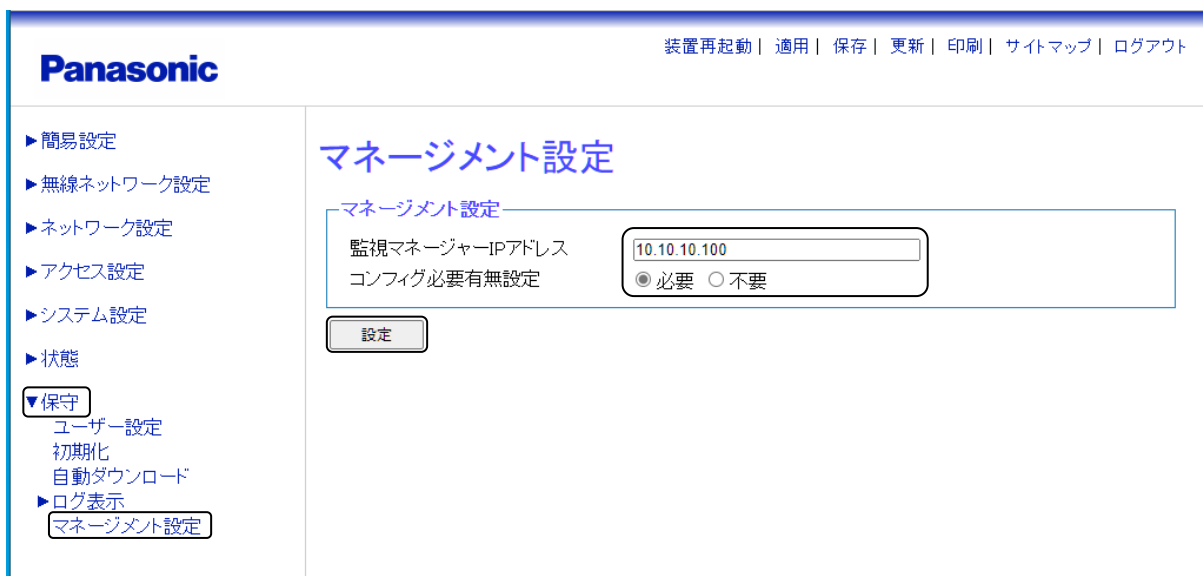 装置再起動| 適用| 保存| 更新| 印刷| サイトマップ| ログアウト
Panasonic
▶簡易設定
▶無線ネットワーク設定
▶ネットワーク設定
▶アクセス設定
▶システム設定
▶状態
▼保守
ユーザー設定
初期化
自動ダウンロード
▶ログ表示
マネージメント設定
マネージメント設定
マネージメント設定
監視マネージャーIPアドレス 10.10.10.100
コンフィグ必要有無設定 必要 不要
設定